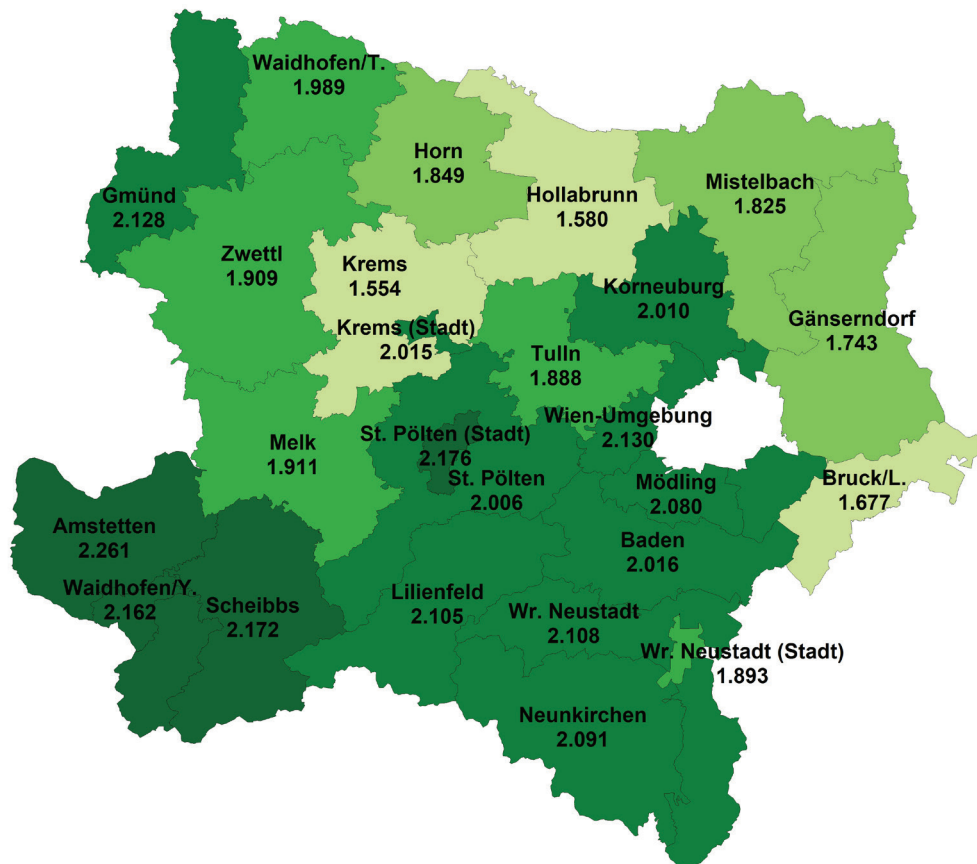 Waidhofen/T.
1.989
Horn
1.849
Gmünd
2.128
Hollabrunn
1.580
Mistelbach
1.825
Zwettl
1.909
Krems
1.554
Korneuburg
2.010
Gänserndorf
1.743
Krems (Stadt)
2.015
Tulln
1.888
Wien-Umgebung
2.130
Melk
1.911
St. Pölten (Stadt)
2.176
St. Pölten
2.006
Mödling
2.080
Bruck/L.
1.677
Amstetten
2.261
Baden
2.016
Waidhofen/Y.
2.162
Scheibbs
2.172
Lilienfeld
2.105
Wr. Neustadt
2.108
Wr. Neustadt (Stadt)
1.893
Neunkirchen
2.091